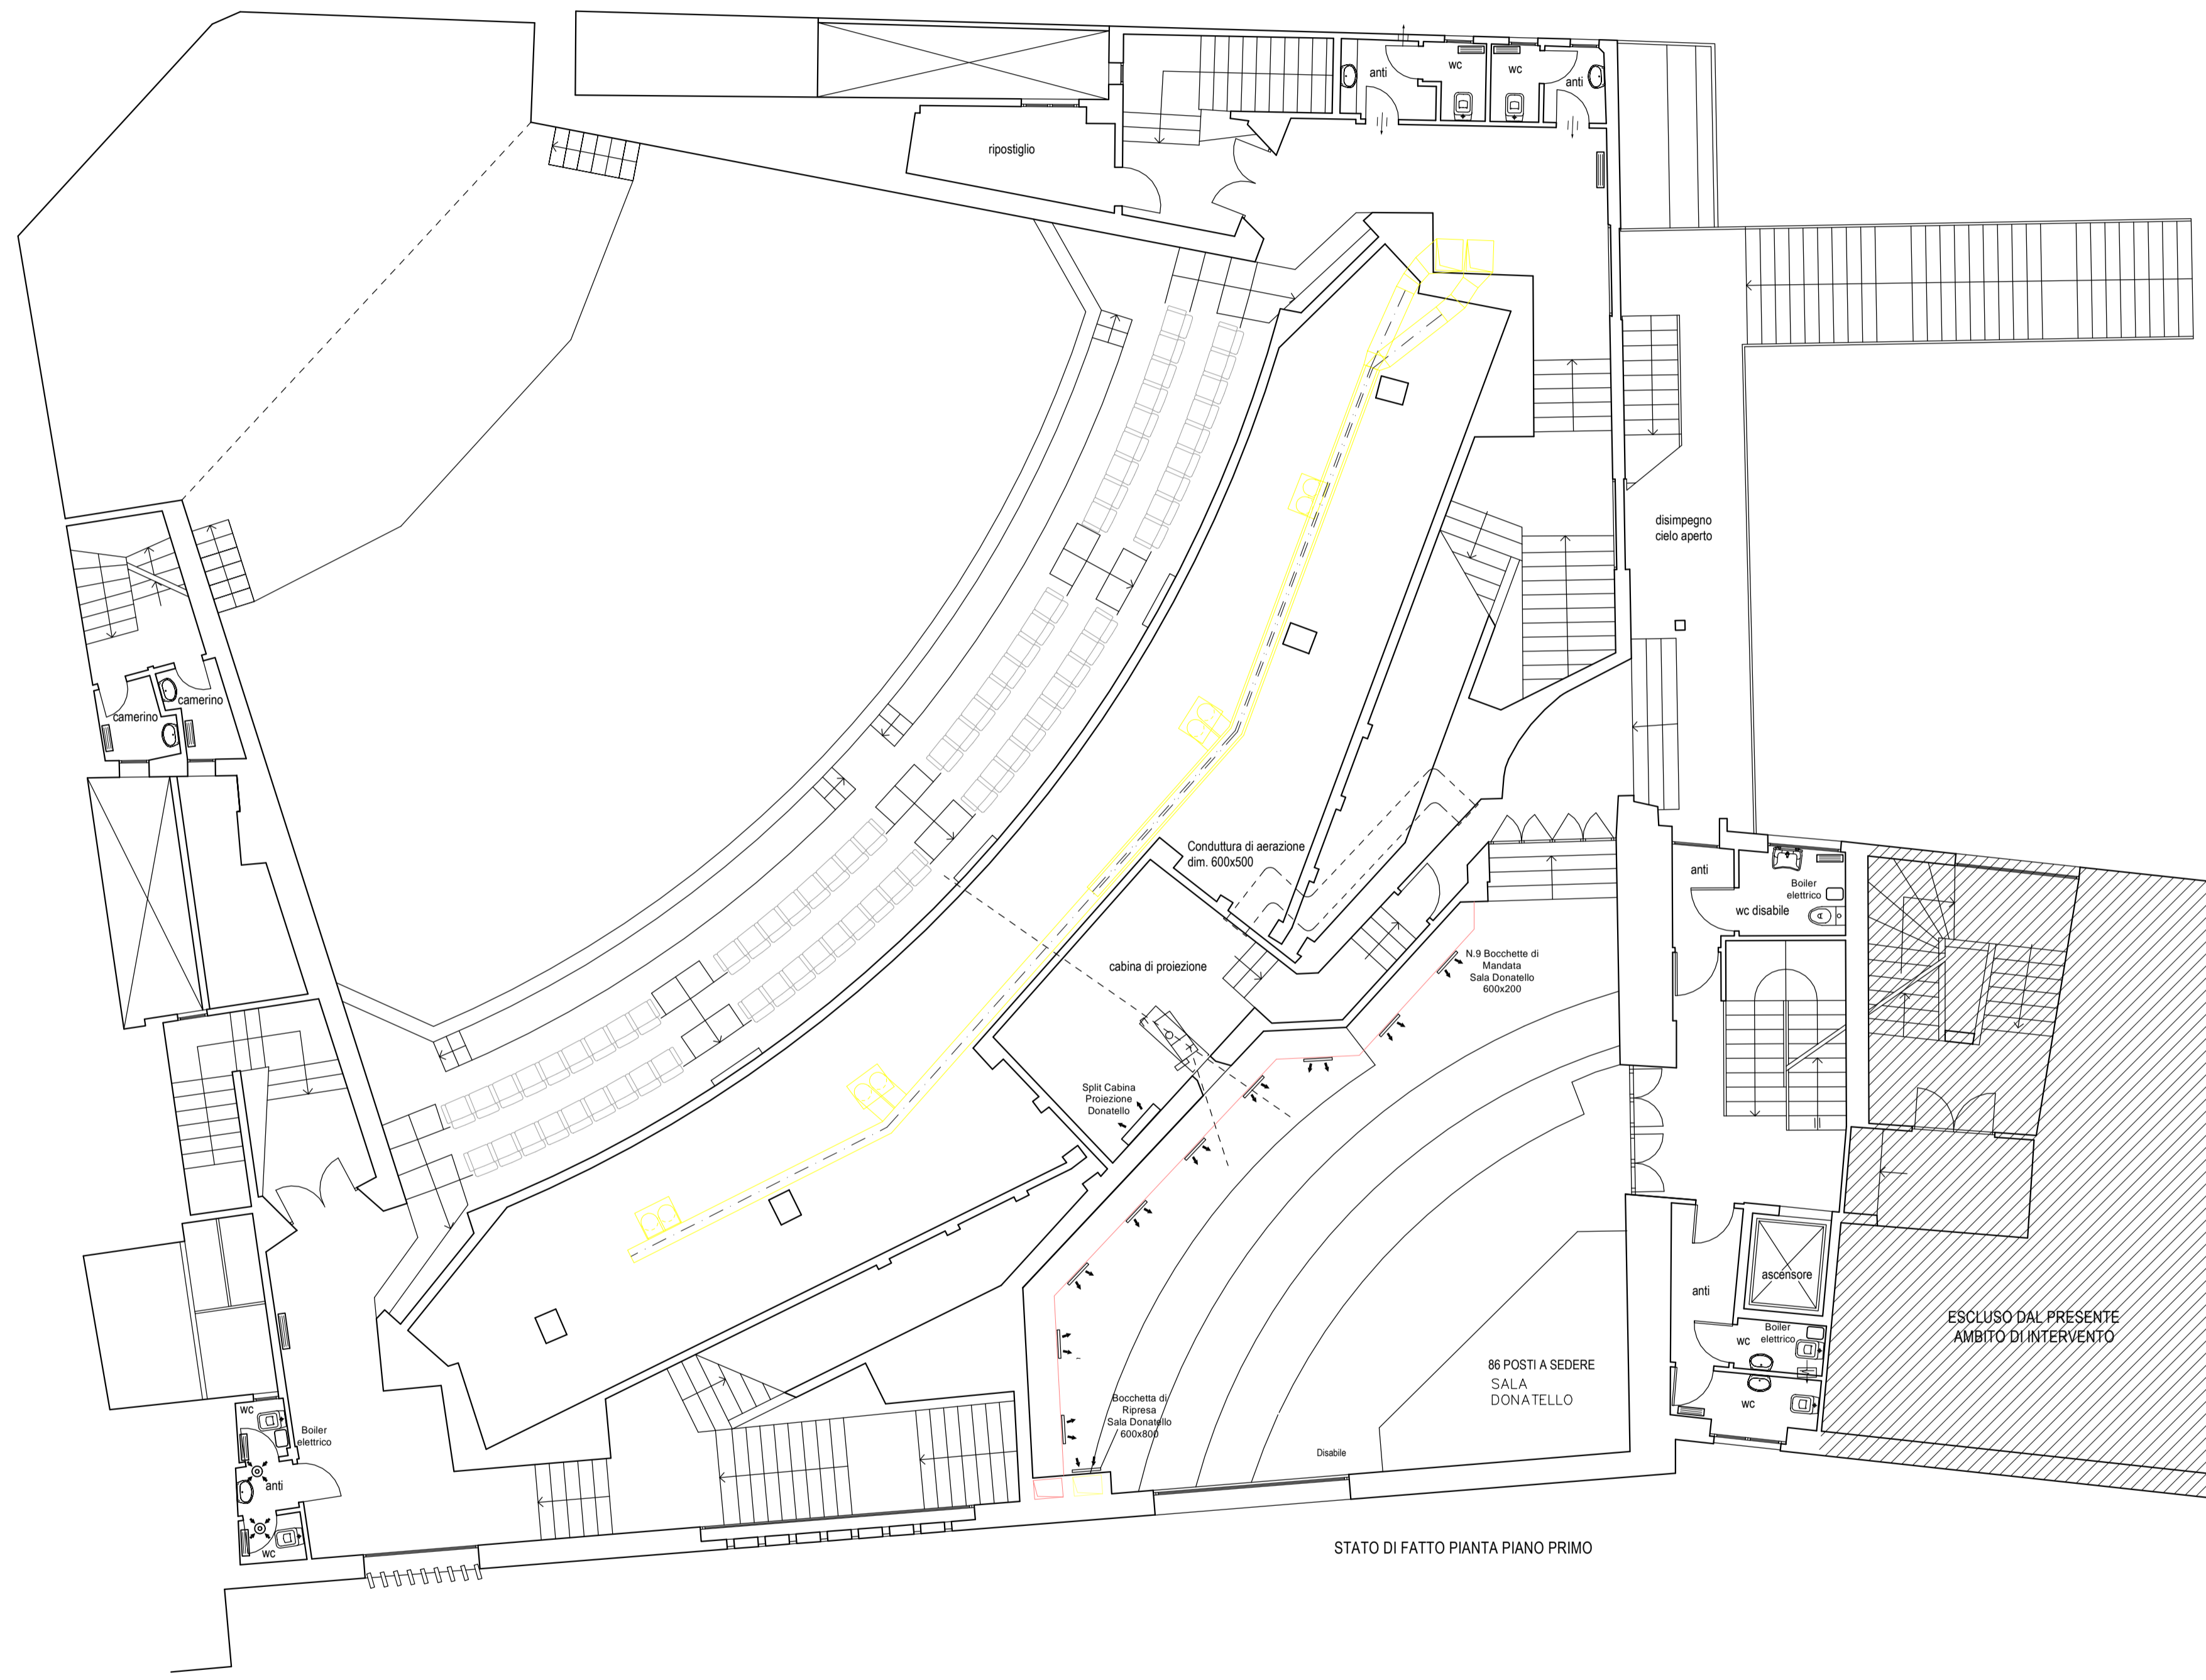 anti
wc
wc
anti
ripostiglio
disimpegno
cielo aperto
camerino
camerino
Conduttura di aerazione
dim. 600x500
anti
Boiler
elettrico
wc disabile
cabina di proiezione
N.9 Bocchette di
Mandata
Sala Donatello
600x200
Split Cabina
Proiezione
Donatello
ascensore
anti
Boiler
elettrico
wc
wc
ESCLUSO DAL PRESENTE
AMBITO DI INTERVENTO
86 POSTI A SEDERE
SALA
DONATELLO
Bocchetta di
Ripresa
Sala Donatello
600x800
Disabile
wc
Boiler
elettrico
anti
wc
STATO DI FATTO PIANTA PIANO PRIMO